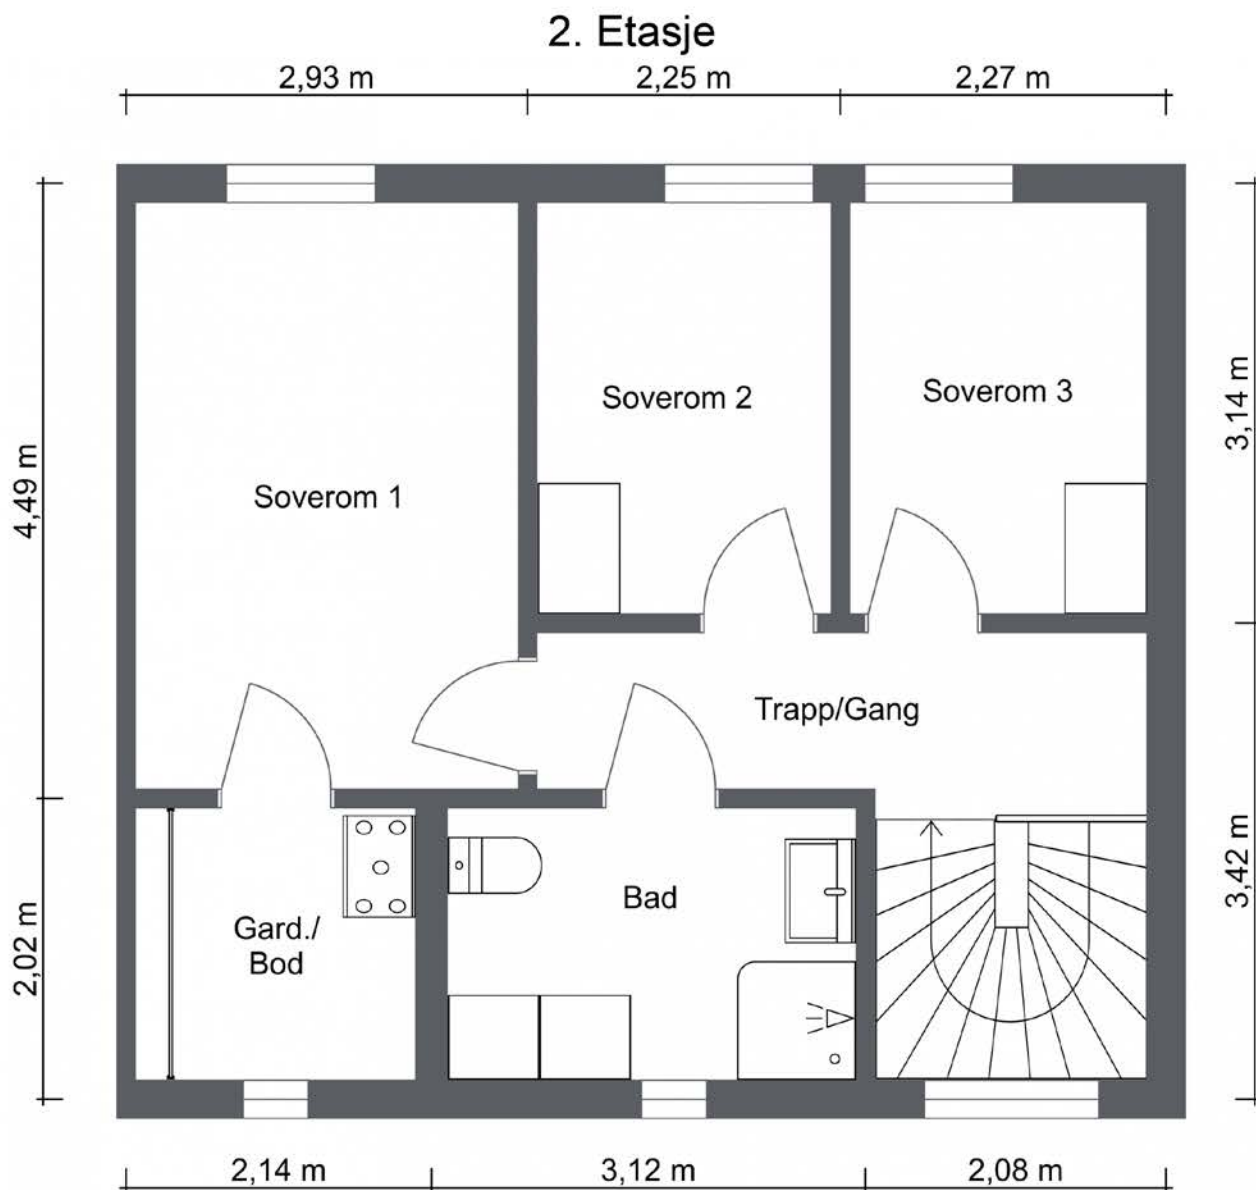 2. Etasje
2,93 m
2,25 m
2,27 m
3,14 m
Soverom 2
Soverom 3
4,49 m
Soverom 1
Trapp/Gang
3,42 m
2,02 m
Gard./
Bod
Bad
2,14 m
3,12 m
2,08 m